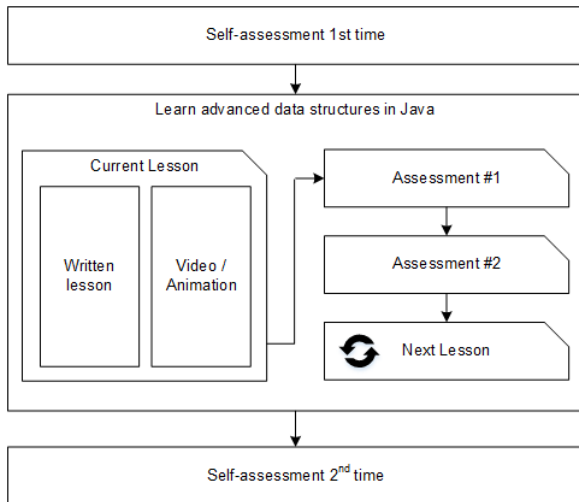 Self-assessment 1st time
Learn advanced data structures in Java
Current Lesson
Written
lesson
Video /
Animation
Assessment #1
Assessment #2
Next Lesson
Self-assessment 2nd time